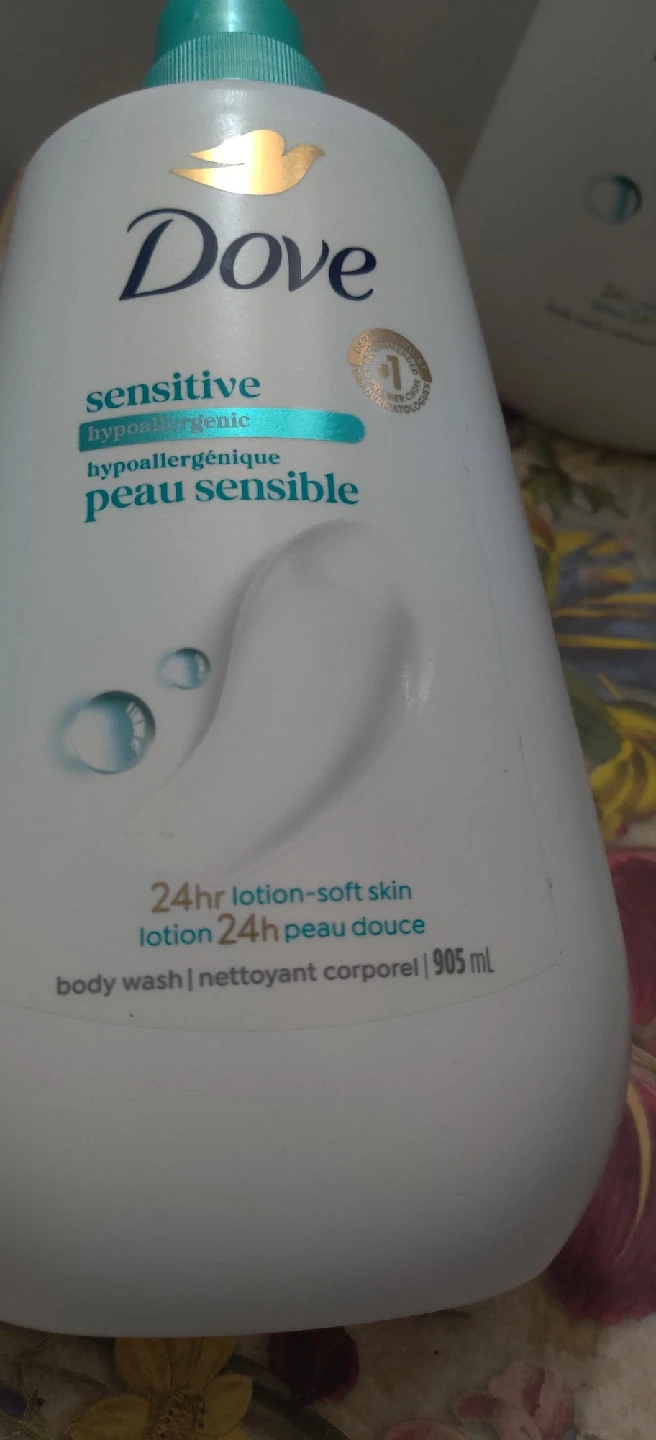 Dove
sensitive
hypoallergenic
hypoallergénique
peau sensible
#1
24hr lotion-soft skin
lotion 24h peau douce
body wash | nettoyant corporel | 905 mL